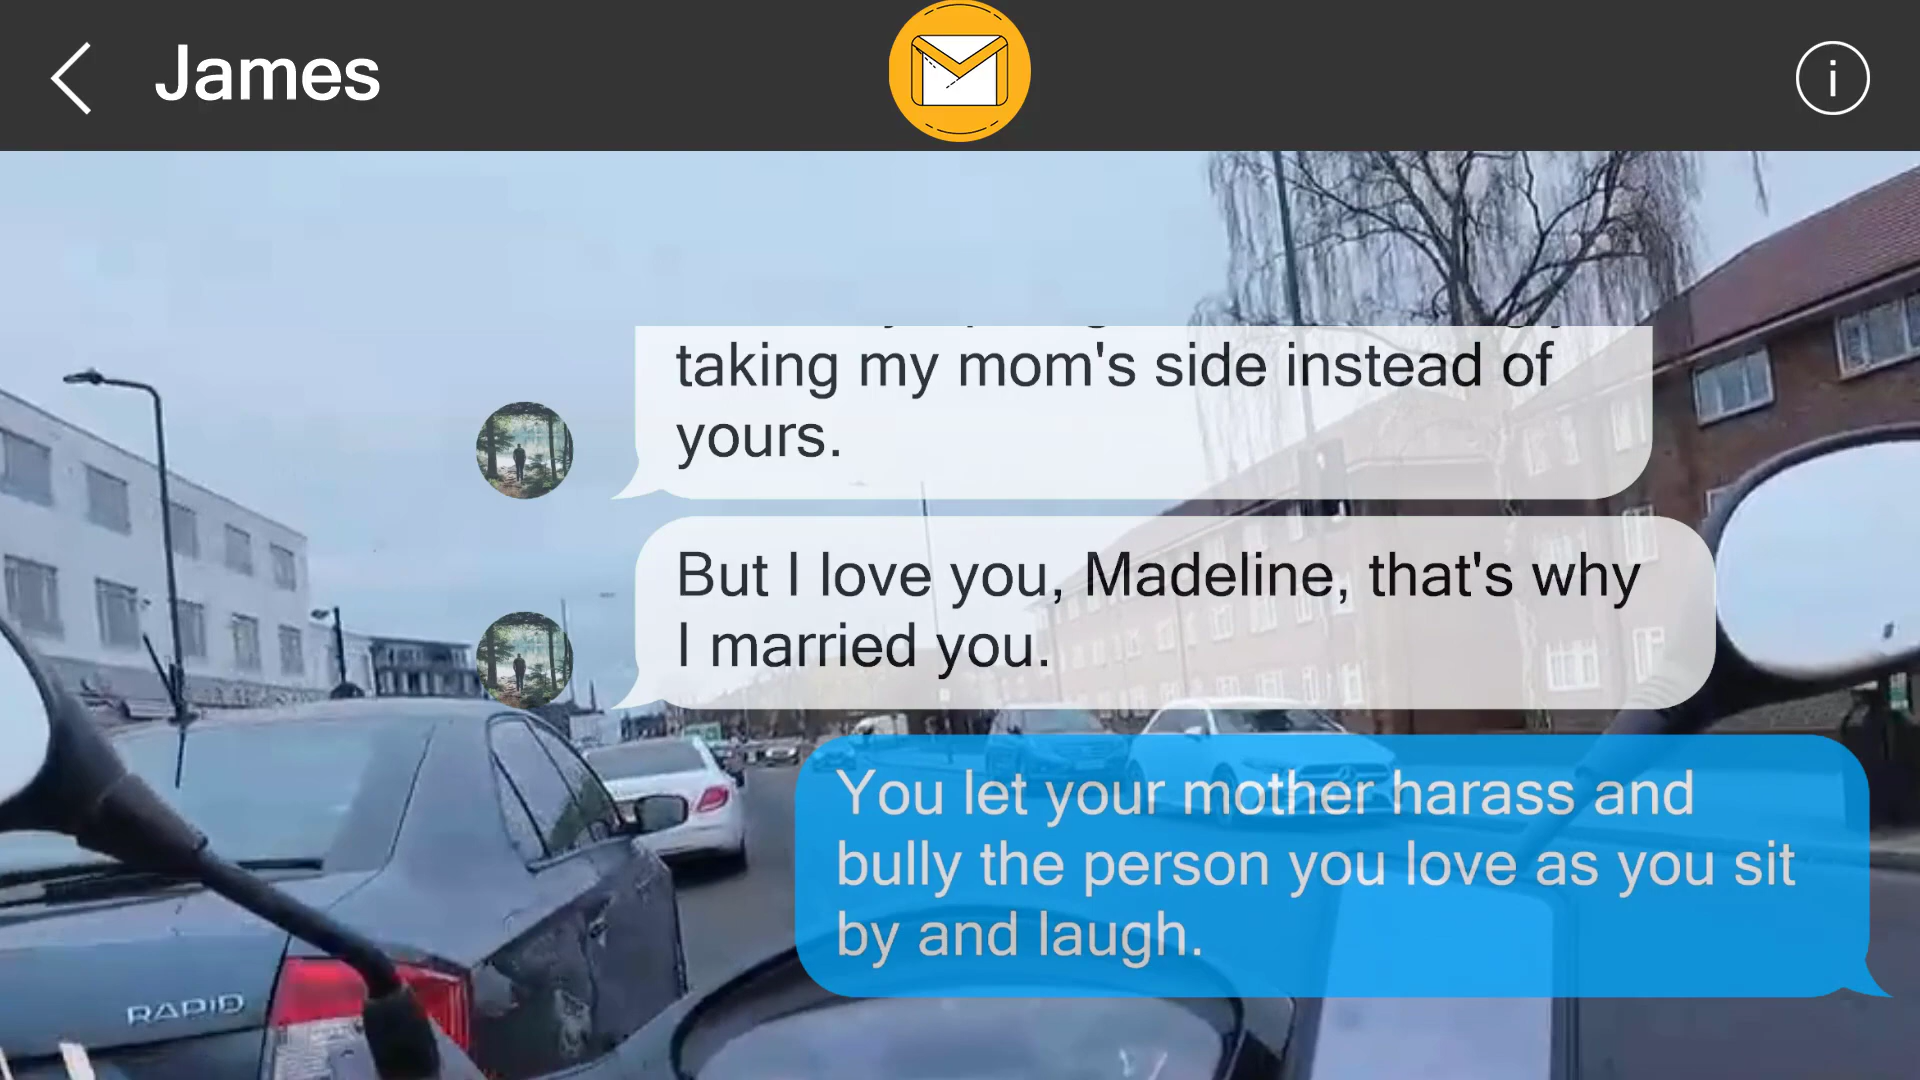 James
taking my mom's side instead of
yours.
But I love you, Madeline, that's why
I married you.
You let your mother harass and
bully the person you love as you sit
by and laugh.
RAPID